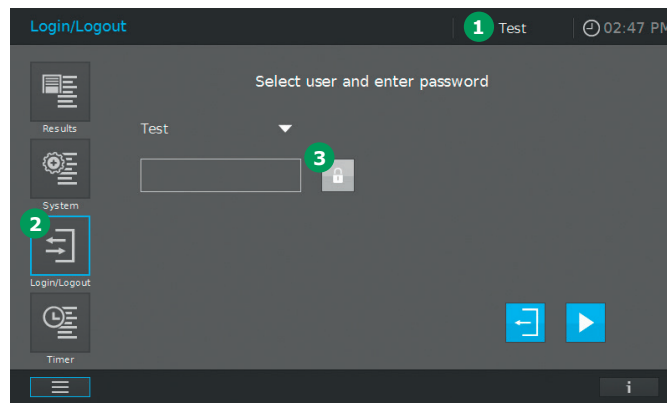 Login/Logout
1 Test
02:47 PM
Select user and enter password
Results
Test
3
System
2
Login/Logout
Timer
i